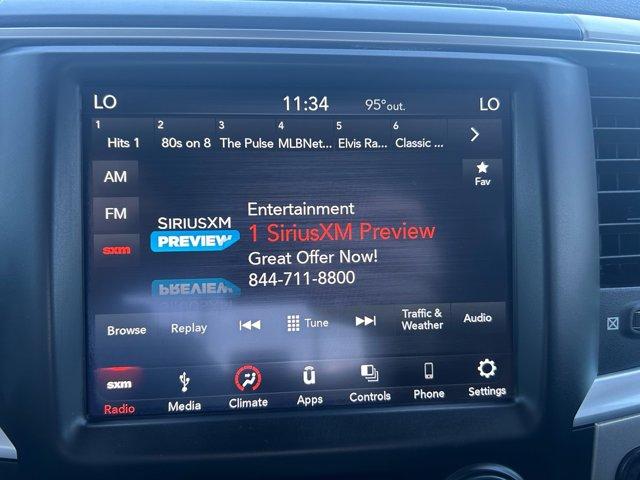 LO 11:34 95°out. LO
1 2 3 4 5 6
Hits 1 80s on 8 The Pulse MLBNet... Elvis Ra... Classic ...
AM
Fav
FM
sxm
SIRIUSXM
PREVIEW
Entertainment
1 SiriusXM Preview
Great Offer Now!
844-711-8800
PREVIEW
Browse Replay Tune Traffic & Weather Audio
sxm
Radio Media Climate Apps Controls Phone Settings